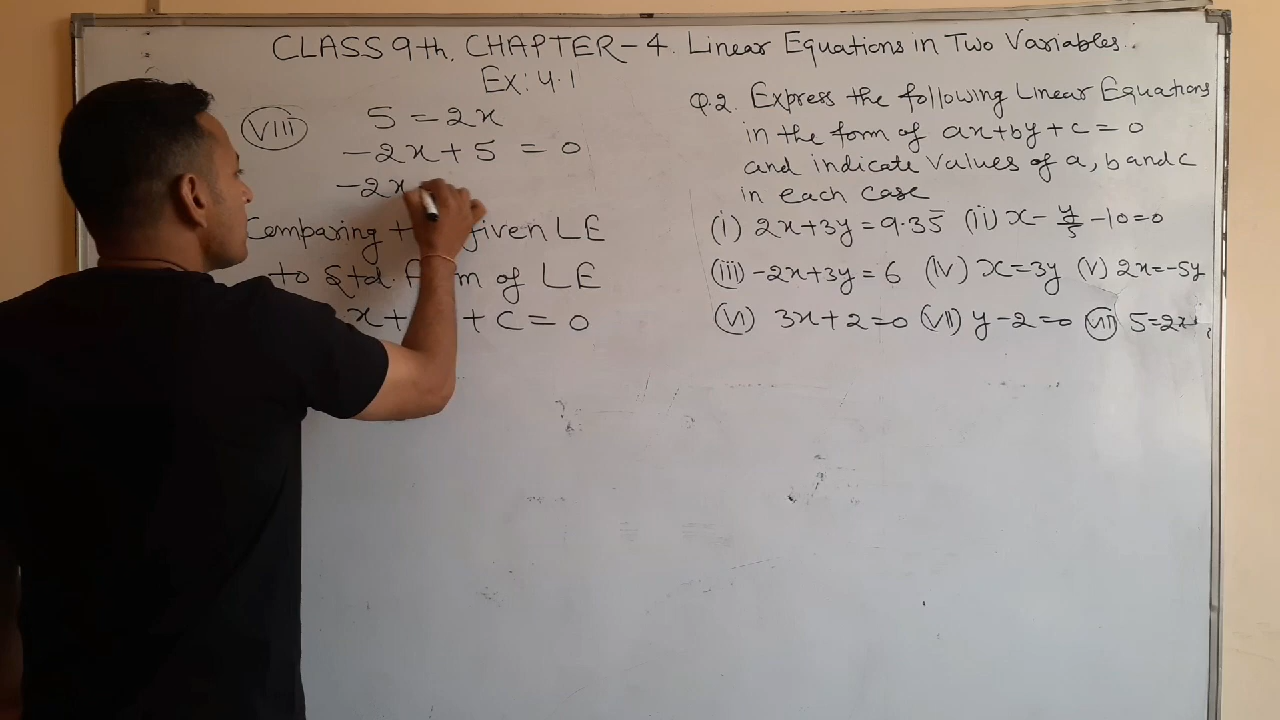 CLASS 9th. CHAPTER-4. Linear Equations in Two Variables.
Ex: 4.1
(VIII) 5 = 2x
-2x + 5 = 0
-2x
Comparing given LE
to Std. form of LE
x + + c = 0
Q.2. Express the following Linear Equations
in the form of ax+by+c=0
and indicate values of a, b and c
in each case
(i) 2x+3y=9.35 (ii) x-y/5-10=0
(iii) -2x+3y=6 (iv) x=3y (v) 2x=-5y
(VI) 3x+2=0 (VII) y-2=0 (VIII) 5=2x